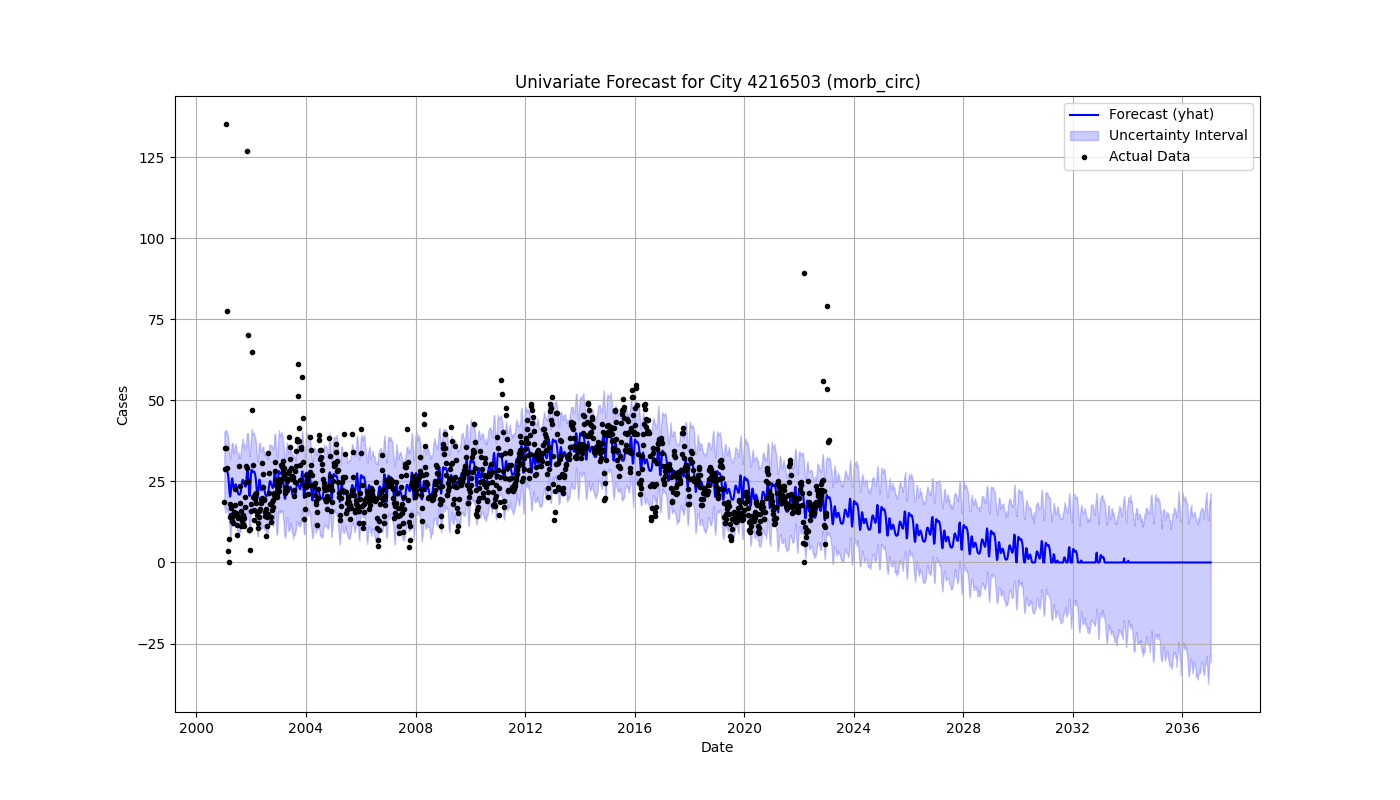 Univariate Forecast for City 4216503 (morb_circ)
Forecast (yhat)
Uncertainty Interval
Actual Data
125
100
75
50
25
0
−25
Cases
2000
2004
2008
2012
2016
2020
2024
2028
2032
2036
Date